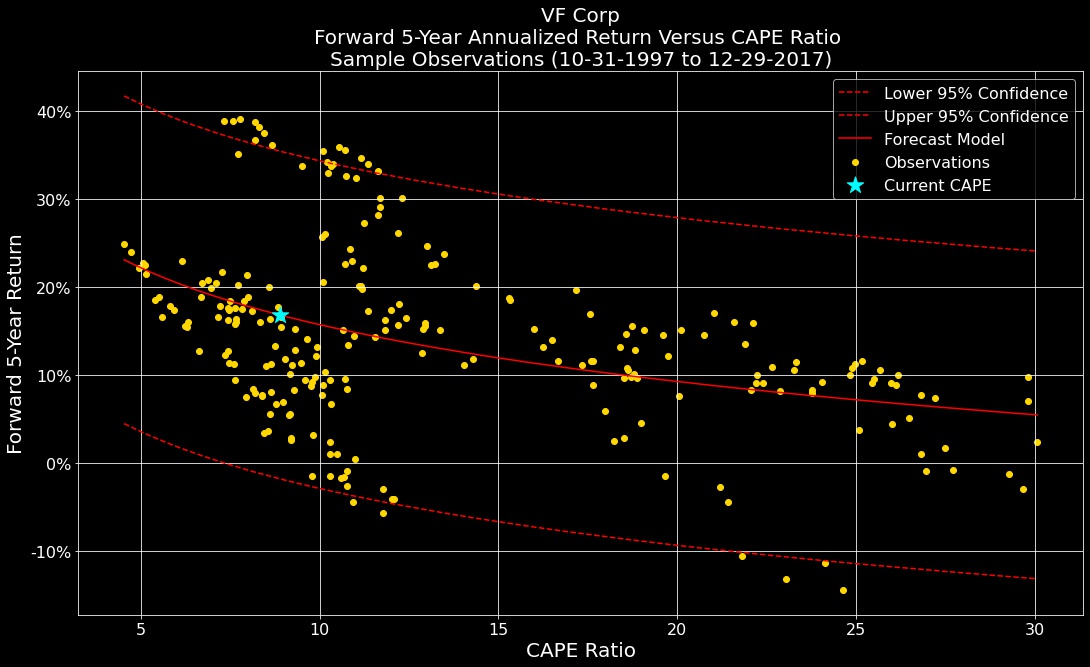 VF Corp
Forward 5-Year Annualized Return Versus CAPE Ratio
Sample Observations (10-31-1997 to 12-29-2017)
Lower 95% Confidence
Upper 95% Confidence
Forecast Model
Observations
Current CAPE
Forward 5-Year Return
40%
30%
20%
10%
0%
-10%
5 10 15 20 25 30
CAPE Ratio